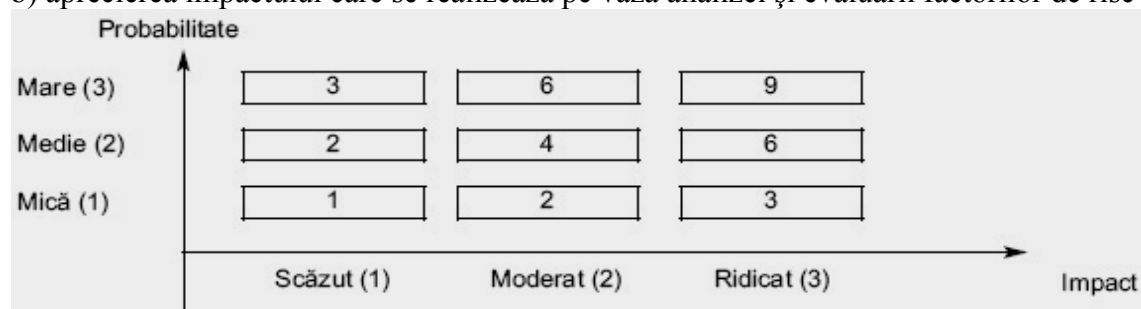 b) aprecierea impactului care se realizează pe vaza analizei şi evaluării factorilor de risc
Probabilitate
Mare (3) 3 6 9
Medie (2) 2 4 6
Mică (1) 1 2 3
Scăzut (1) Moderat (2) Ridicat (3) Impact